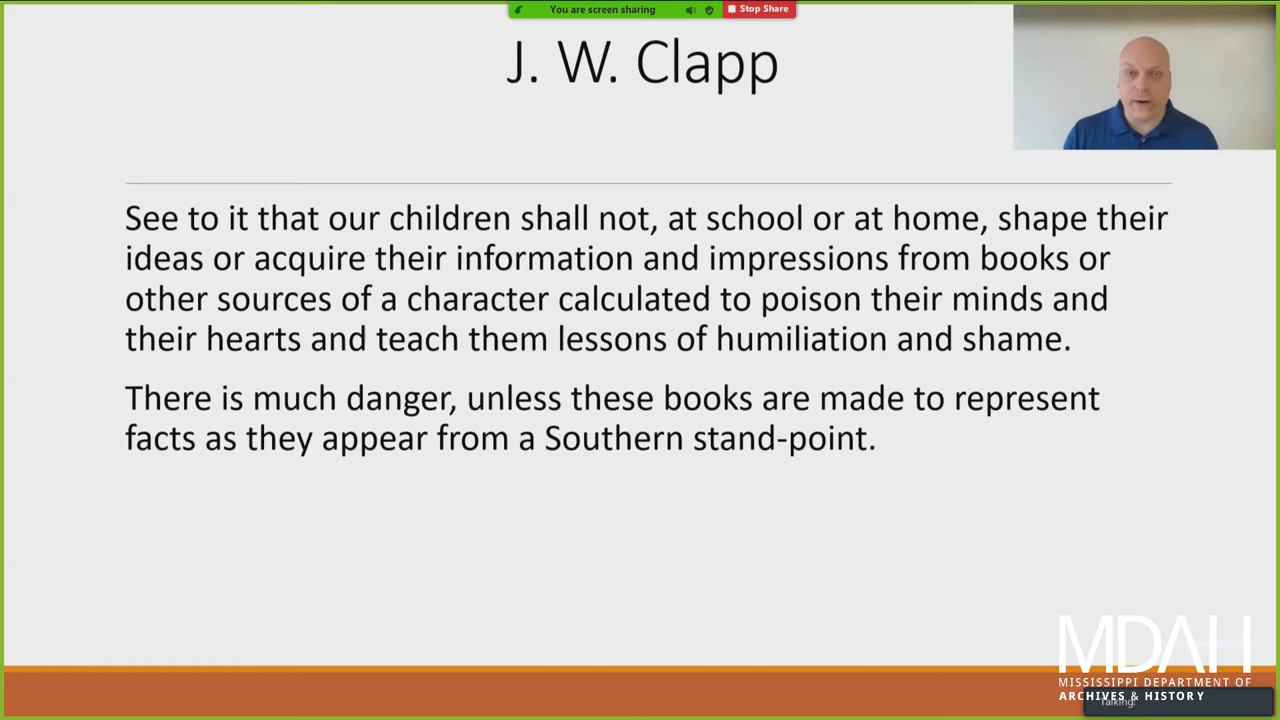 You are screen sharing
Stop Share
J. W. Clapp
See to it that our children shall not, at school or at home, shape their
ideas or acquire their information and impressions from books or
other sources of a character calculated to poison their minds and
their hearts and teach them lessons of humiliation and shame.
There is much danger, unless these books are made to represent
facts as they appear from a Southern stand-point.
MDAH
MISSISSIPPI DEPARTMENT OF
ARCHIVES & HISTORY
Talking: